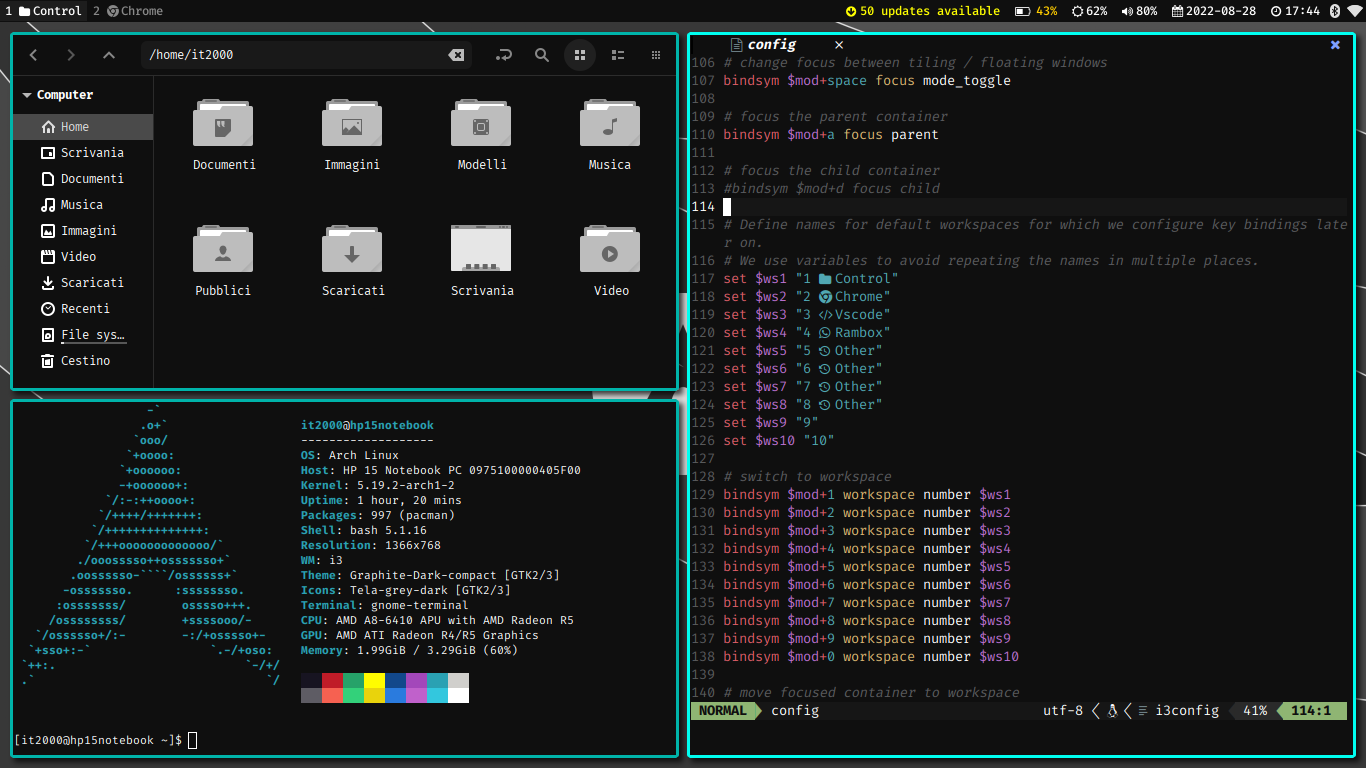 1 Control 2 Chrome 50 updates available 43% 62% 80% 2022-08-28 17:44
/home/it2000
Computer
Home
Scrivania
Documenti
Musica
Immagini
Video
Scaricati
Recenti
File sys…
Cestino
Documenti Immagini Modelli Musica
Pubblici Scaricati Scrivania Video
-`
.o+`
`ooo/
`+oooo:
`+oooooo:
-+oooooo+:
`/:-:++oooo+:
`/++++/+++++++:
`/++++++++++++++:
`/+++ooooooooooooo/`
./ooosssso++osssssso+`
.oossssso-````/ossssss+`
-osssssso. :ssssssso.
:osssssss/ osssso+++.
/ossssssss/ +ssssooo/-
`/ossssso+/:- -:/+osssso+-
`+sso+:-` `.-/+oso:
`++:. `-/+/
.` `/
it2000@hp15notebook
-------------------
OS: Arch Linux
Host: HP 15 Notebook PC 0975100000405F00
Kernel: 5.19.2-arch1-2
Uptime: 1 hour, 20 mins
Packages: 997 (pacman)
Shell: bash 5.1.16
Resolution: 1366x768
WM: i3
Theme: Graphite-Dark-compact [GTK2/3]
Icons: Tela-grey-dark [GTK2/3]
Terminal: gnome-terminal
CPU: AMD A8-6410 APU with AMD Radeon R5
GPU: AMD ATI Radeon R4/R5 Graphics
Memory: 1.99GiB / 3.29GiB (60%)
[it2000@hp15notebook ~]$
config ×
106 # change focus between tiling / floating windows
107 bindsym $mod+space focus mode_toggle
108
109 # focus the parent container
110 bindsym $mod+a focus parent
111
112 # focus the child container
113 #bindsym $mod+d focus child
114
115 # Define names for default workspaces for which we configure key bindings late
r on.
116 # We use variables to avoid repeating the names in multiple places.
117 set $ws1 "1 Control"
118 set $ws2 "2 Chrome"
119 set $ws3 "3 Vscode"
120 set $ws4 "4 Rambox"
121 set $ws5 "5 Other"
122 set $ws6 "6 Other"
123 set $ws7 "7 Other"
124 set $ws8 "8 Other"
125 set $ws9 "9"
126 set $ws10 "10"
127
128 # switch to workspace
129 bindsym $mod+1 workspace number $ws1
130 bindsym $mod+2 workspace number $ws2
131 bindsym $mod+3 workspace number $ws3
132 bindsym $mod+4 workspace number $ws4
133 bindsym $mod+5 workspace number $ws5
134 bindsym $mod+6 workspace number $ws6
135 bindsym $mod+7 workspace number $ws7
136 bindsym $mod+8 workspace number $ws8
137 bindsym $mod+9 workspace number $ws9
138 bindsym $mod+0 workspace number $ws10
139
140 # move focused container to workspace
NORMAL config utf-8 i3config 41% 114:1